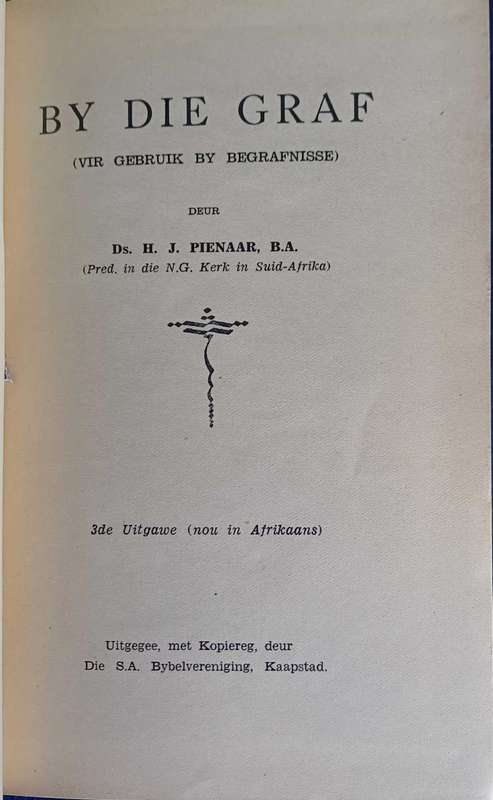 BY DIE GRAF
(VIR GEBRUIK BY BEGRAFNISSE)
DEUR
Ds. H. J. PIENAAR, B.A.
(Pred. in die N.G. Kerk in Suid-Afrika)
3de Uitgawe (nou in Afrikaans)
Uitgegee, met Kopiereg, deur
Die S.A. Bybelvereniging, Kaapstad.